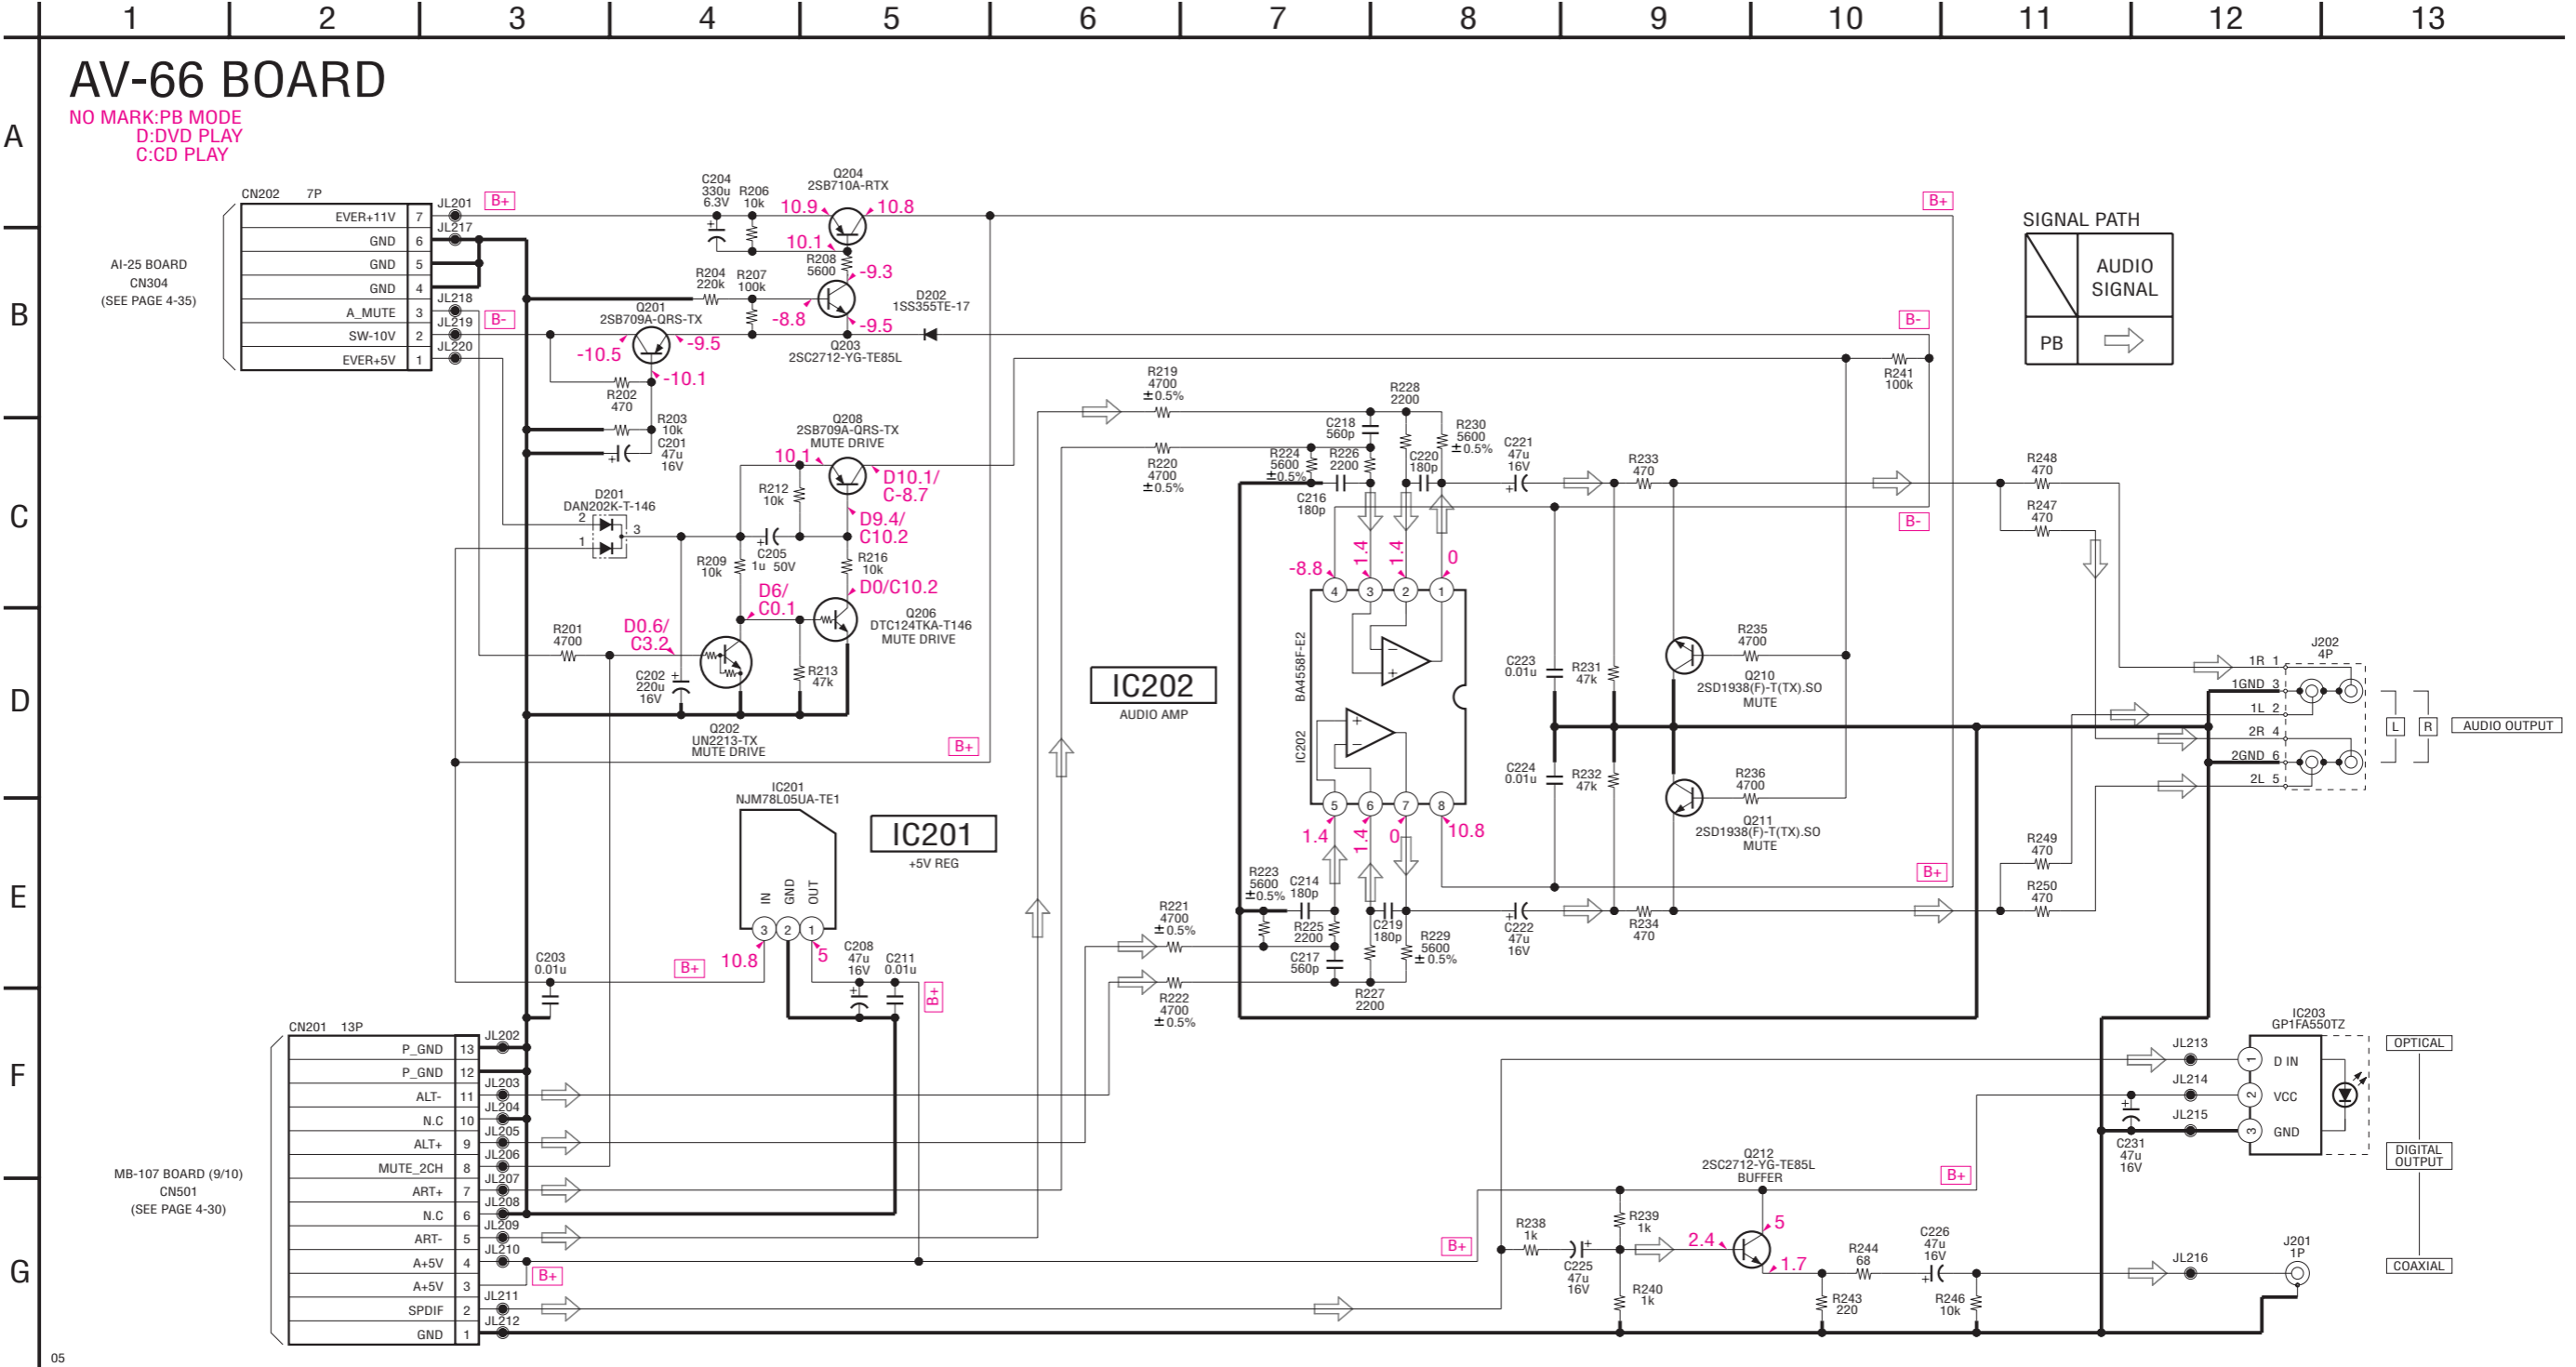 1 2 3 4 5 6 7 8 9 10 11 12 13
A
B
C
D
E
F
G
AV-66 BOARD
NO MARK:PB MODE
D:DVD PLAY
C:CD PLAY
CN202 7P
EVER+11V 7
GND 6
GND 5
GND 4
A_MUTE 3
SW-10V 2
EVER+5V 1
AI-25 BOARD
CN304
(SEE PAGE 4-35)
JL201
JL217
JL218
JL219
JL220
B+
B-
C204
330u
6.3V
R206
10k
Q204
2SB710A-RTX
10.9
10.8
10.1
R208
5600
-9.3
R204
220k
R207
100k
-8.8
-9.5
Q203
2SC2712-YG-TE85L
D202
1SS355TE-17
Q201
2SB709A-QRS-TX
-10.5
-9.5
-10.1
R202
470
R203
10k
C201
47u
16V
Q208
2SB709A-QRS-TX
MUTE DRIVE
10.1
D10.1/
C-8.7
R212
10k
D9.4/
C10.2
D201
DAN202K-T-146
2
1
3
C205
1u 50V
R209
10k
R216
10k
D6/
C0.1
D0/C10.2
Q206
DTC124TKA-T146
MUTE DRIVE
R201
4700
D0.6/
C3.2
C202
220u
16V
R213
47k
Q202
UN2213-TX
MUTE DRIVE
B+
IC201
NJM78L05UA-TE1
IN
GND
OUT
3 2 1
IC201
+5V REG
10.8
5
B+
C203
0.01u
C208
47u
16V
C211
0.01u
B+
R219
4700
±0.5%
R220
4700
±0.5%
R221
4700
±0.5%
R222
4700
±0.5%
R228
2200
C218
560p
R230
5600
±0.5%
R224
5600
±0.5%
R226
2200
C220
180p
C216
180p
C221
47u
16V
R233
470
B+
B-
R241
100k
B-
-8.8
1.4
1.4
0
4 3 2 1
BA4558F-E2
IC202
5 6 7 8
IC202
AUDIO AMP
1.4
1.4
0
10.8
C223
0.01u
R231
47k
C224
0.01u
R232
47k
R235
4700
Q210
2SD1938(F)-T(TX).SO
MUTE
R236
4700
Q211
2SD1938(F)-T(TX).SO
MUTE
R223
5600
±0.5%
C214
180p
R225
2200
C217
560p
C219
180p
R229
5600
±0.5%
R227
2200
C222
47u
16V
R234
470
B+
R248
470
R247
470
R249
470
R250
470
SIGNAL PATH
AUDIO
SIGNAL
PB
J202
4P
1R 1
1GND 3
1L 2
2R 4
2GND 6
2L 5
L
R
AUDIO OUTPUT
CN201 13P
P_GND 13
P_GND 12
ALT- 11
N.C 10
ALT+ 9
MUTE_2CH 8
ART+ 7
N.C 6
ART- 5
A+5V 4
A+5V 3
SPDIF 2
GND 1
MB-107 BOARD (9/10)
CN501
(SEE PAGE 4-30)
JL202
JL203
JL204
JL205
JL206
JL207
JL208
JL209
JL210
JL211
JL212
B+
B+
R238
1k
C225
47u
16V
R239
1k
R240
1k
2.4
5
1.7
Q212
2SC2712-YG-TE85L
BUFFER
B+
R244
68
R243
220
C226
47u
16V
R246
10k
JL213
JL214
JL215
C231
47u
16V
IC203
GP1FA550TZ
1 D IN
2 VCC
3 GND
OPTICAL
DIGITAL
OUTPUT
COAXIAL
JL216
J201
1P
05